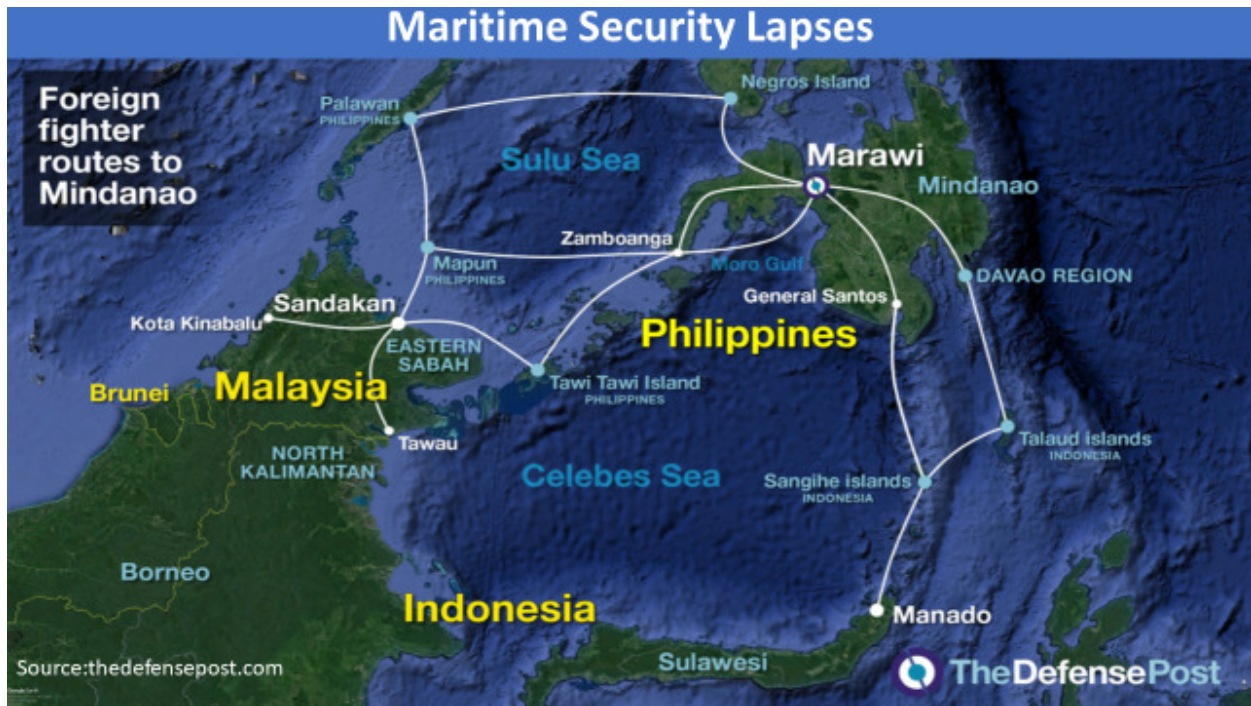 Maritime Security Lapses
Foreign
fighter
routes to
Mindanao
Palawan
PHILIPPINES
Negros Island
Sulu Sea
Marawi
Mindanao
Zamboanga
Mapun
PHILIPPINES
Moro Gulf
DAVAO REGION
Sandakan
General Santos
Kota Kinabalu
Philippines
EASTERN
SABAH
Brunei
Malaysia
Tawi Tawi Island
PHILIPPINES
Tawau
Talaud islands
INDONESIA
NORTH
KALIMANTAN
Celebes Sea
Sangihe islands
INDONESIA
Borneo
Indonesia
Manado
Sulawesi
Source:thedefensepost.com
TheDefensePost